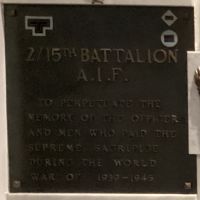 2/15TH BATTALION
A.I.F.
TO PERPETUATE THE
MEMORY OF THE OFFICERS
AND MEN WHO PAID THE
SUPREME SACRIFICE
DURING THE WORLD
WAR OF 1939-1945